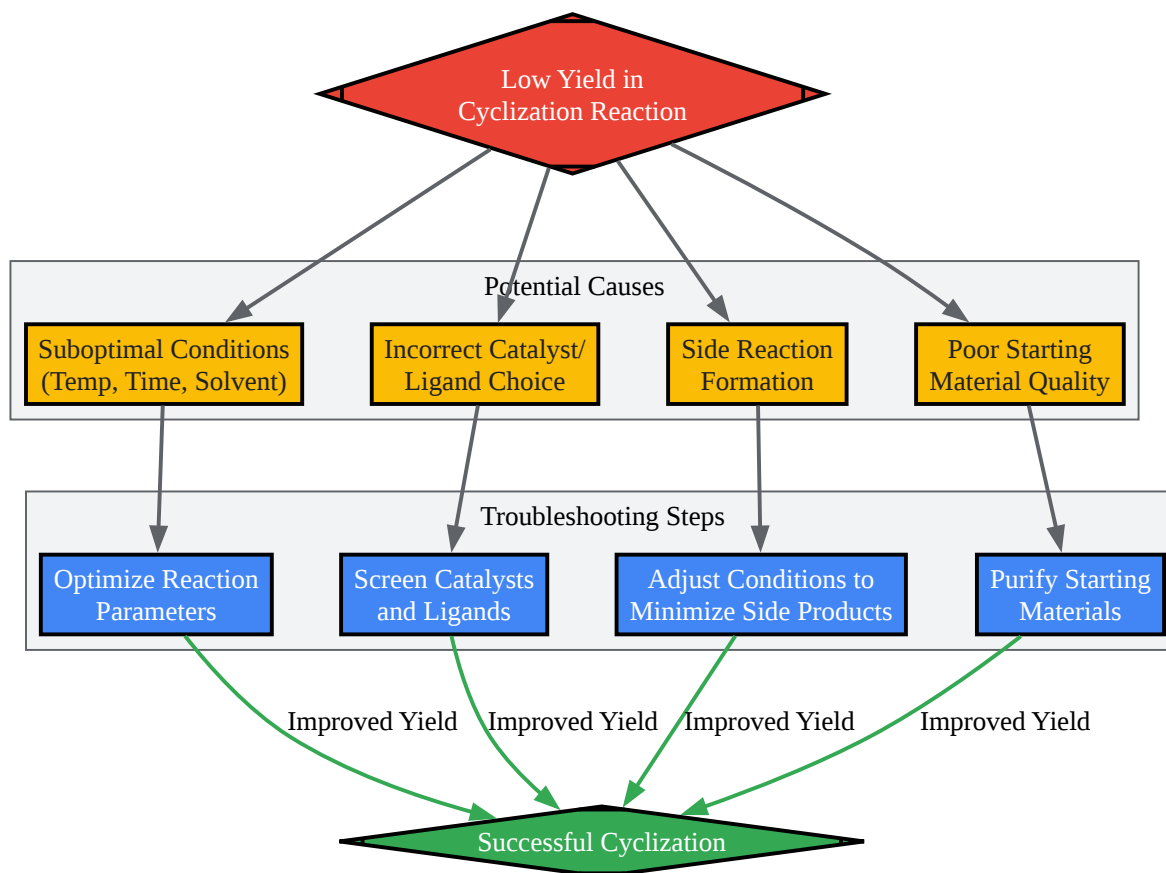 Low Yield in
Cyclization Reaction
Potential Causes
Suboptimal Conditions
(Temp, Time, Solvent)
Incorrect Catalyst/
Ligand Choice
Side Reaction
Formation
Poor Starting
Material Quality
Troubleshooting Steps
Optimize Reaction
Parameters
Screen Catalysts
and Ligands
Adjust Conditions to
Minimize Side Products
Purify Starting
Materials
Improved Yield
Improved Yield
Improved Yield
Improved Yield
Successful Cyclization